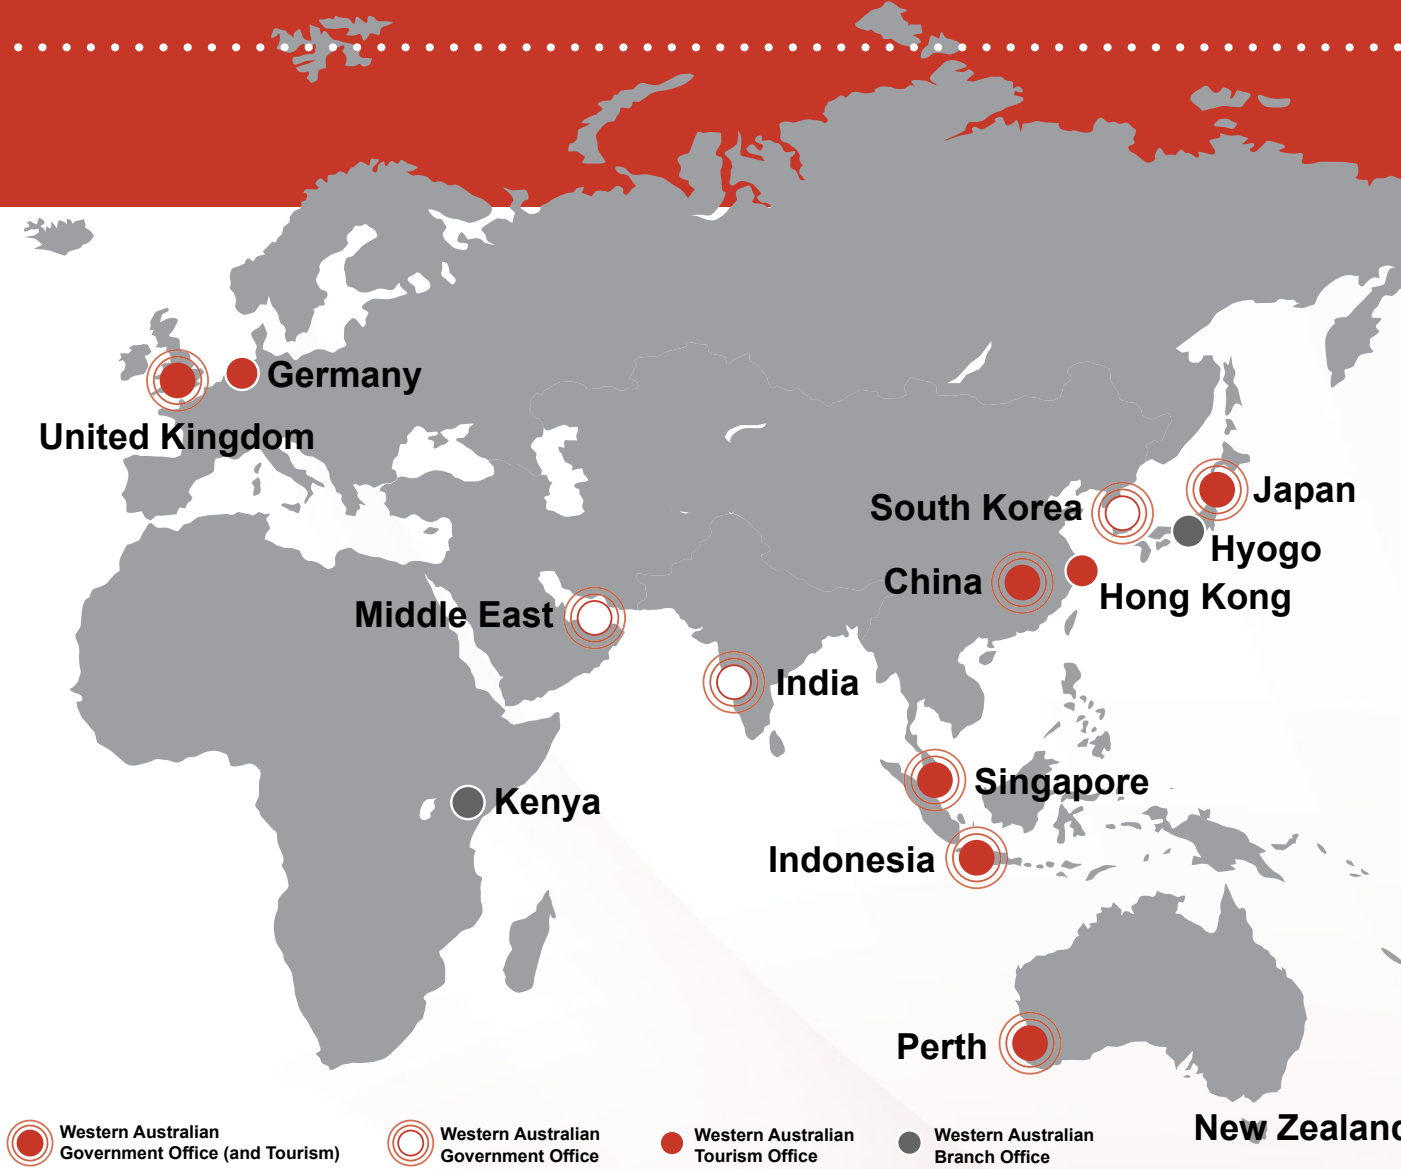 Germany
United Kingdom
Japan
South Korea
Hyogo
China
Hong Kong
Middle East
India
Singapore
Kenya
Indonesia
Perth
New Zealand
Western Australian
Government Office (and Tourism)
Western Australian
Government Office
Western Australian
Tourism Office
Western Australian
Branch Office